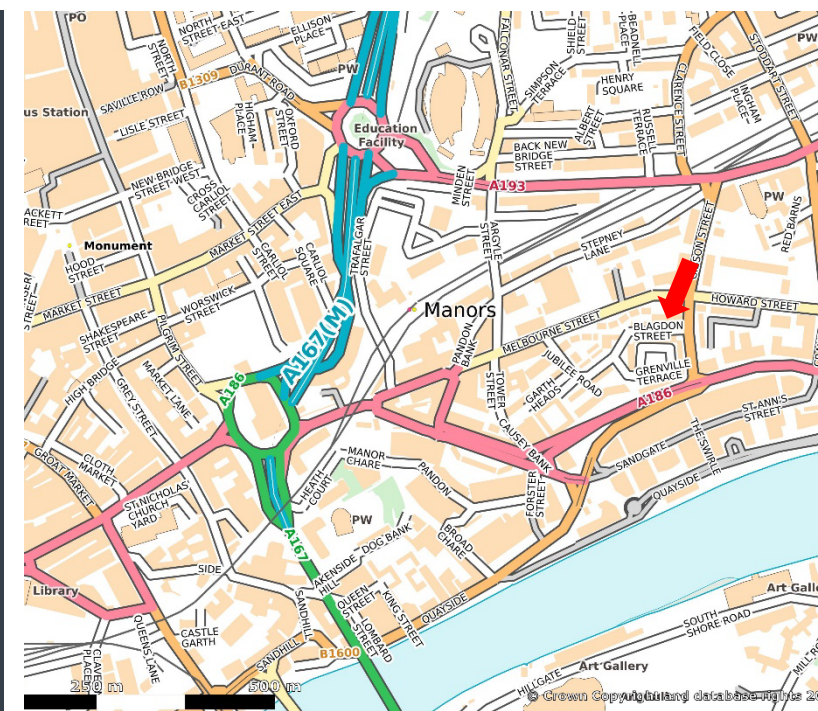 PO
NORTH
STREET EAST
ELLISON
PLACE
NORTH
STREET
B1309
DURANT ROAD
PW
FALCONAR STREET
SHIELD
STREET
BEADNELL
PLACE
FIELD CLOSE
STODDART STREET
PW
SAVILLE ROW
us Station
LISLE STREET
HIGHAM
PLACE
OXFORD
STREET
SIMPSON
TERRACE
HENRY
SQUARE
CLARENCE STREET
INGHAM
PLACE
Education
Facility
ALBERT
STREET
RUSSELL
TERRACE
BACK NEW
BRIDGE
STREET
NEW-BRIDGE
STREET-WEST
CROSS
CARLIOL
STREET
MINDEN
STREET
A193
PW
ACKETT
REET
Monument
MARKET STREET EAST
TRAFALGAR
STREET
ARGYLE
STREET
STEPNEY
LANE
RED BARNS
HOOD
STREET
CARLIOL
STREET
CARLIOL
SQUARE
MARKET STREET
WORSWICK
STREET
A167(M)
Manors
HOWARD STREET
SHAKESPEARE
STREET
PILGRIM STREET
PANDON
BANK
MELBOURNE STREET
BLAGDON
STREET
HIGH BRIDGE
GREY STREET
MARKET LANE
A186
JUBILEE ROAD
GRENVILLE
TERRACE
GARTH
HEADS
TOWER
STREET
CAUSEY BANK
A186
ST.ANN'S
STREET
GROAT MARKET
CLOTH
MARKET
MANOR
CHARE
PANDON
SANDGATE
THE SWIRLE
QUAYSIDE
ST.NICHOLAS'
CHURCH
YARD
HEATH
COURT
FORSTER
STREET
PW
BROAD
CHARE
A167
DOG BANK
SIDE
AKENSIDE
HILL
Library
QUEEN
STREET
KING STREET
QUAYSIDE
Art Galle
SANDHILL
LOMBARD
STREET
SOUTH
SHORE ROAD
CASTLE
GARTH
QUEENS LANE
SANDHILL
B1600
Art Gallery
HILLGATE
250 m
500 m
© Crown Copyright and database rights 20